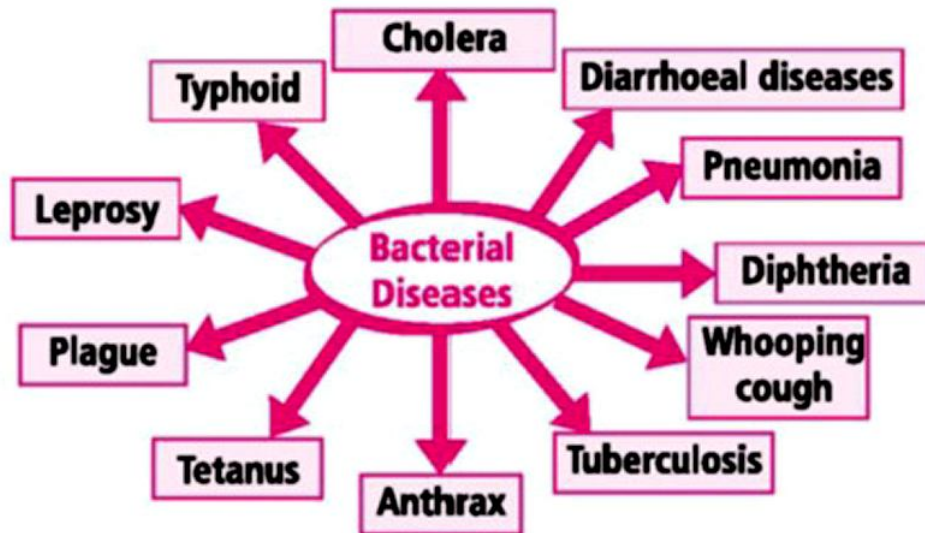 Cholera
Diarrhoeal diseases
Typhoid
Pneumonia
Leprosy
Bacterial
Diseases
Diphtheria
Plague
Whooping
cough
Tetanus
Tuberculosis
Anthrax